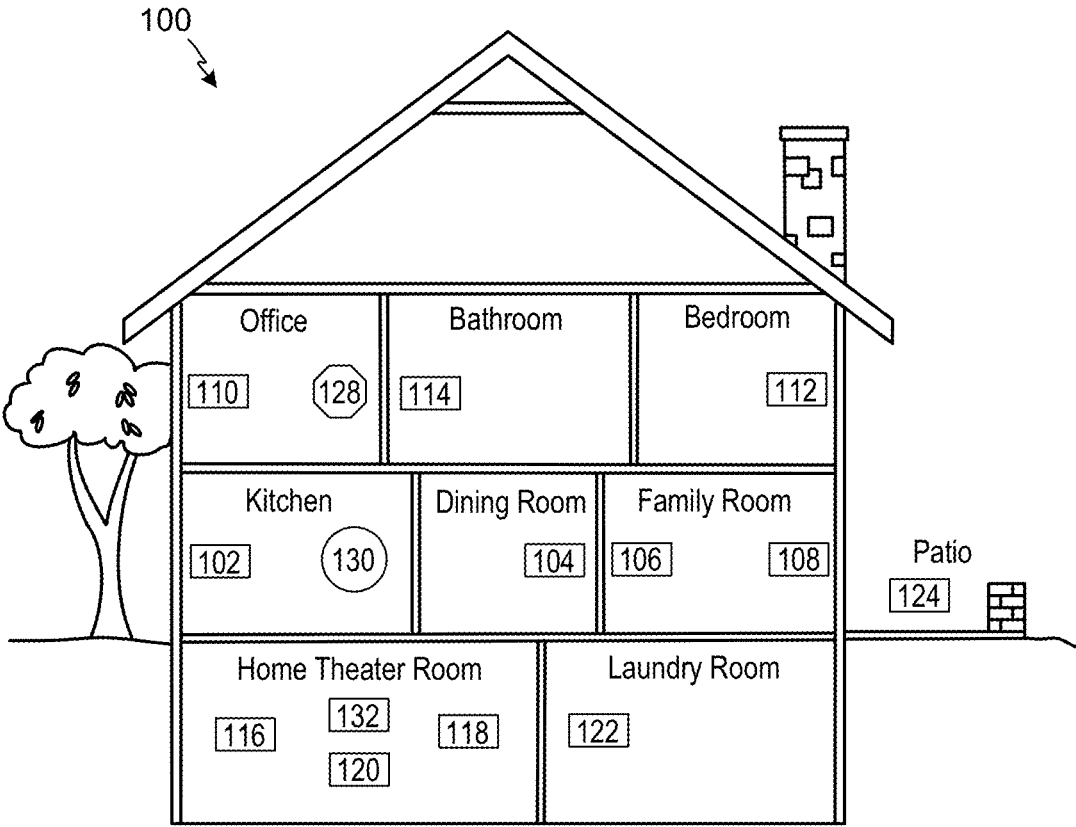 100
Office
Bathroom
Bedroom
110
128
114
112
Kitchen
Dining Room
Family Room
102
130
104
106
108
Patio
124
Home Theater Room
Laundry Room
116
132
118
120
122